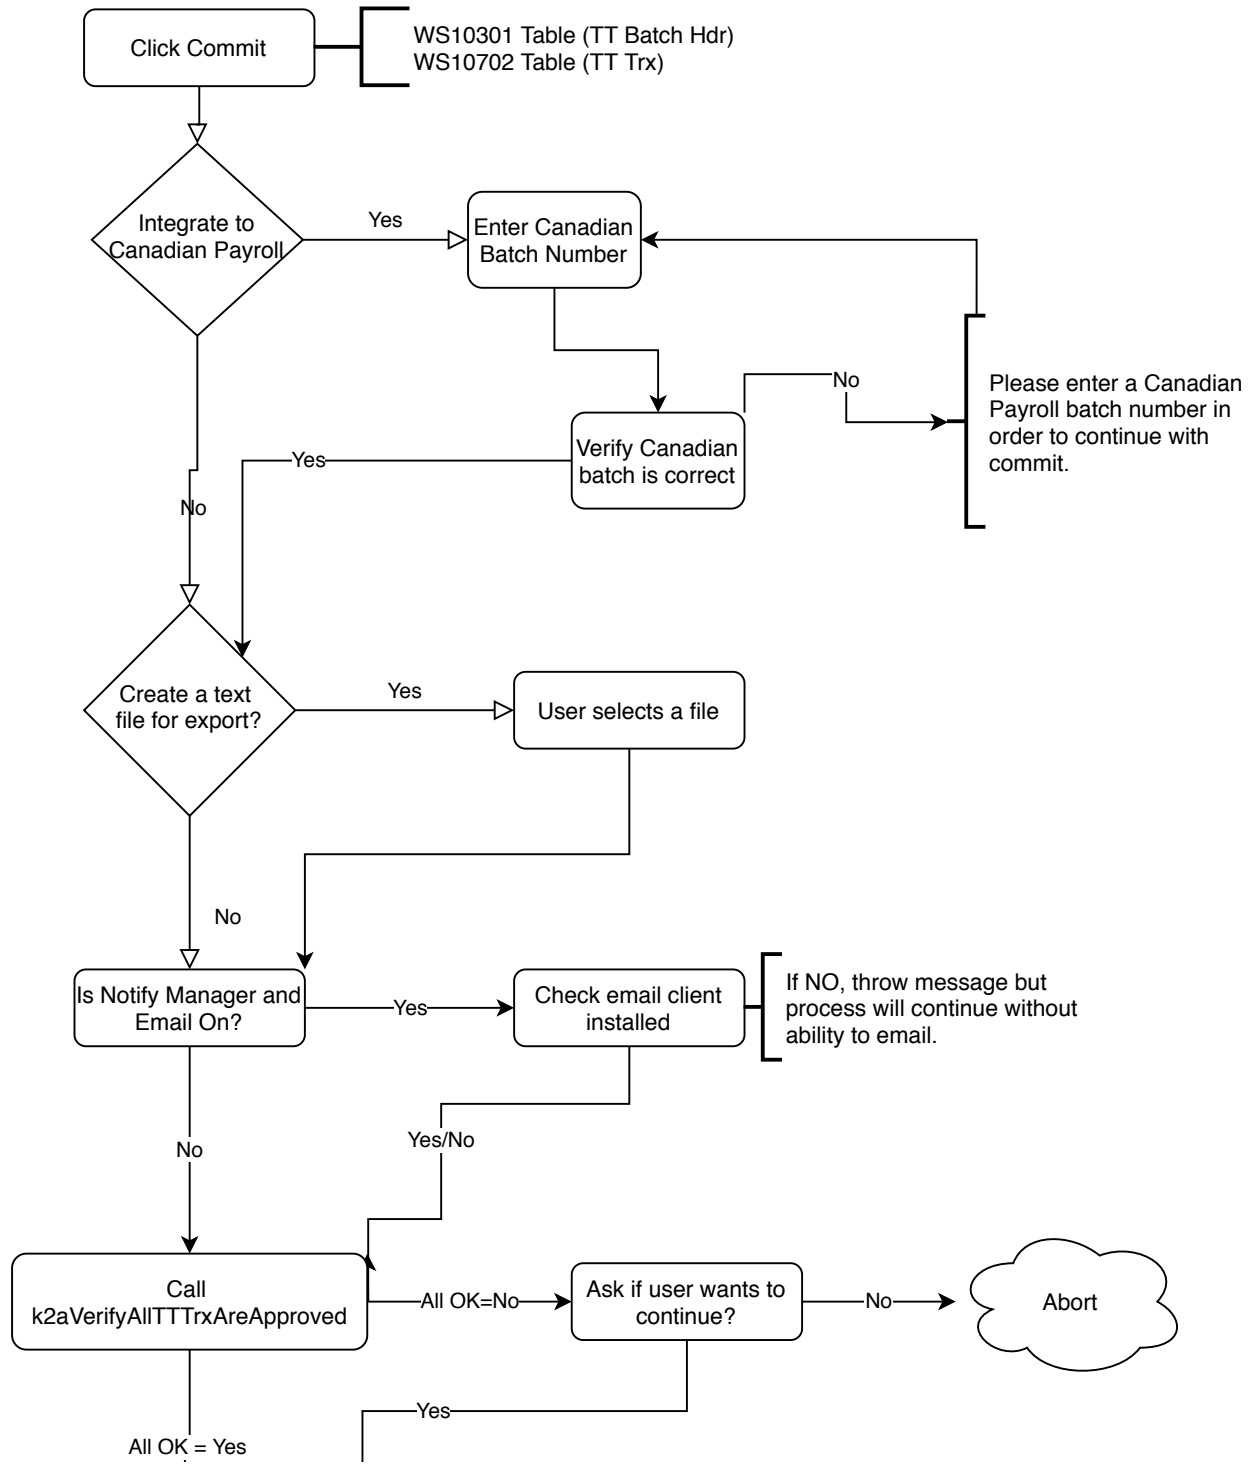 Click Commit
WS10301 Table (TT Batch Hdr)
WS10702 Table (TT Trx)
Integrate to
Canadian Payroll
Yes
Enter Canadian
Batch Number
No
Please enter a Canadian
Payroll batch number in
order to continue with
commit.
Verify Canadian
batch is correct
Yes
No
Create a text
file for export?
Yes
User selects a file
No
Is Notify Manager and
Email On?
Yes
Check email client
installed
If NO, throw message but
process will continue without
ability to email.
No
Yes/No
Call
k2aVerifyAllTTTrxAreApproved
All OK=No
Ask if user wants to
continue?
No
Abort
Yes
All OK = Yes